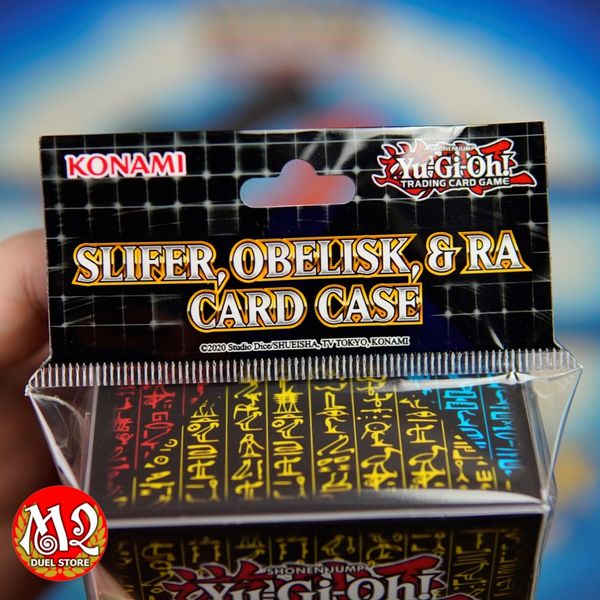 KONAMI
SHONEN JUMP
Yu-Gi-Oh!
TRADING CARD GAME
SLIFER, OBELISK, & RA
CARD CASE
©2020 Studio Dice/SHUEISHA, TV TOKYO, KONAMI
M2
DUEL STORE
SHONEN JUMP
Yu-Gi-Oh!